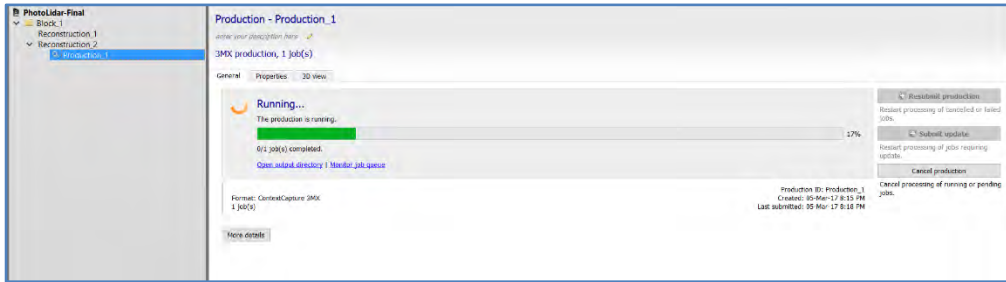 PhotoLidar-Final
Block_1
Reconstruction_1
Reconstruction_2
Production_1
Production - Production_1
enter your description here
3MX production, 1 job(s)
General Properties 3D view
Running...
The production is running.
17%
0/1 job(s) completed.
Open output directory | Monitor job queue
Format: ContextCapture 3MX
1 job(s)
Production ID: Production_1
Created: 05-Mar-17 8:15 PM
Last submitted: 05-Mar-17 8:18 PM
More details
Resubmit production
Restart processing of cancelled or failed
jobs.
Submit update
Restart processing of jobs requiring
update.
Cancel production
Cancel processing of running or pending
jobs.